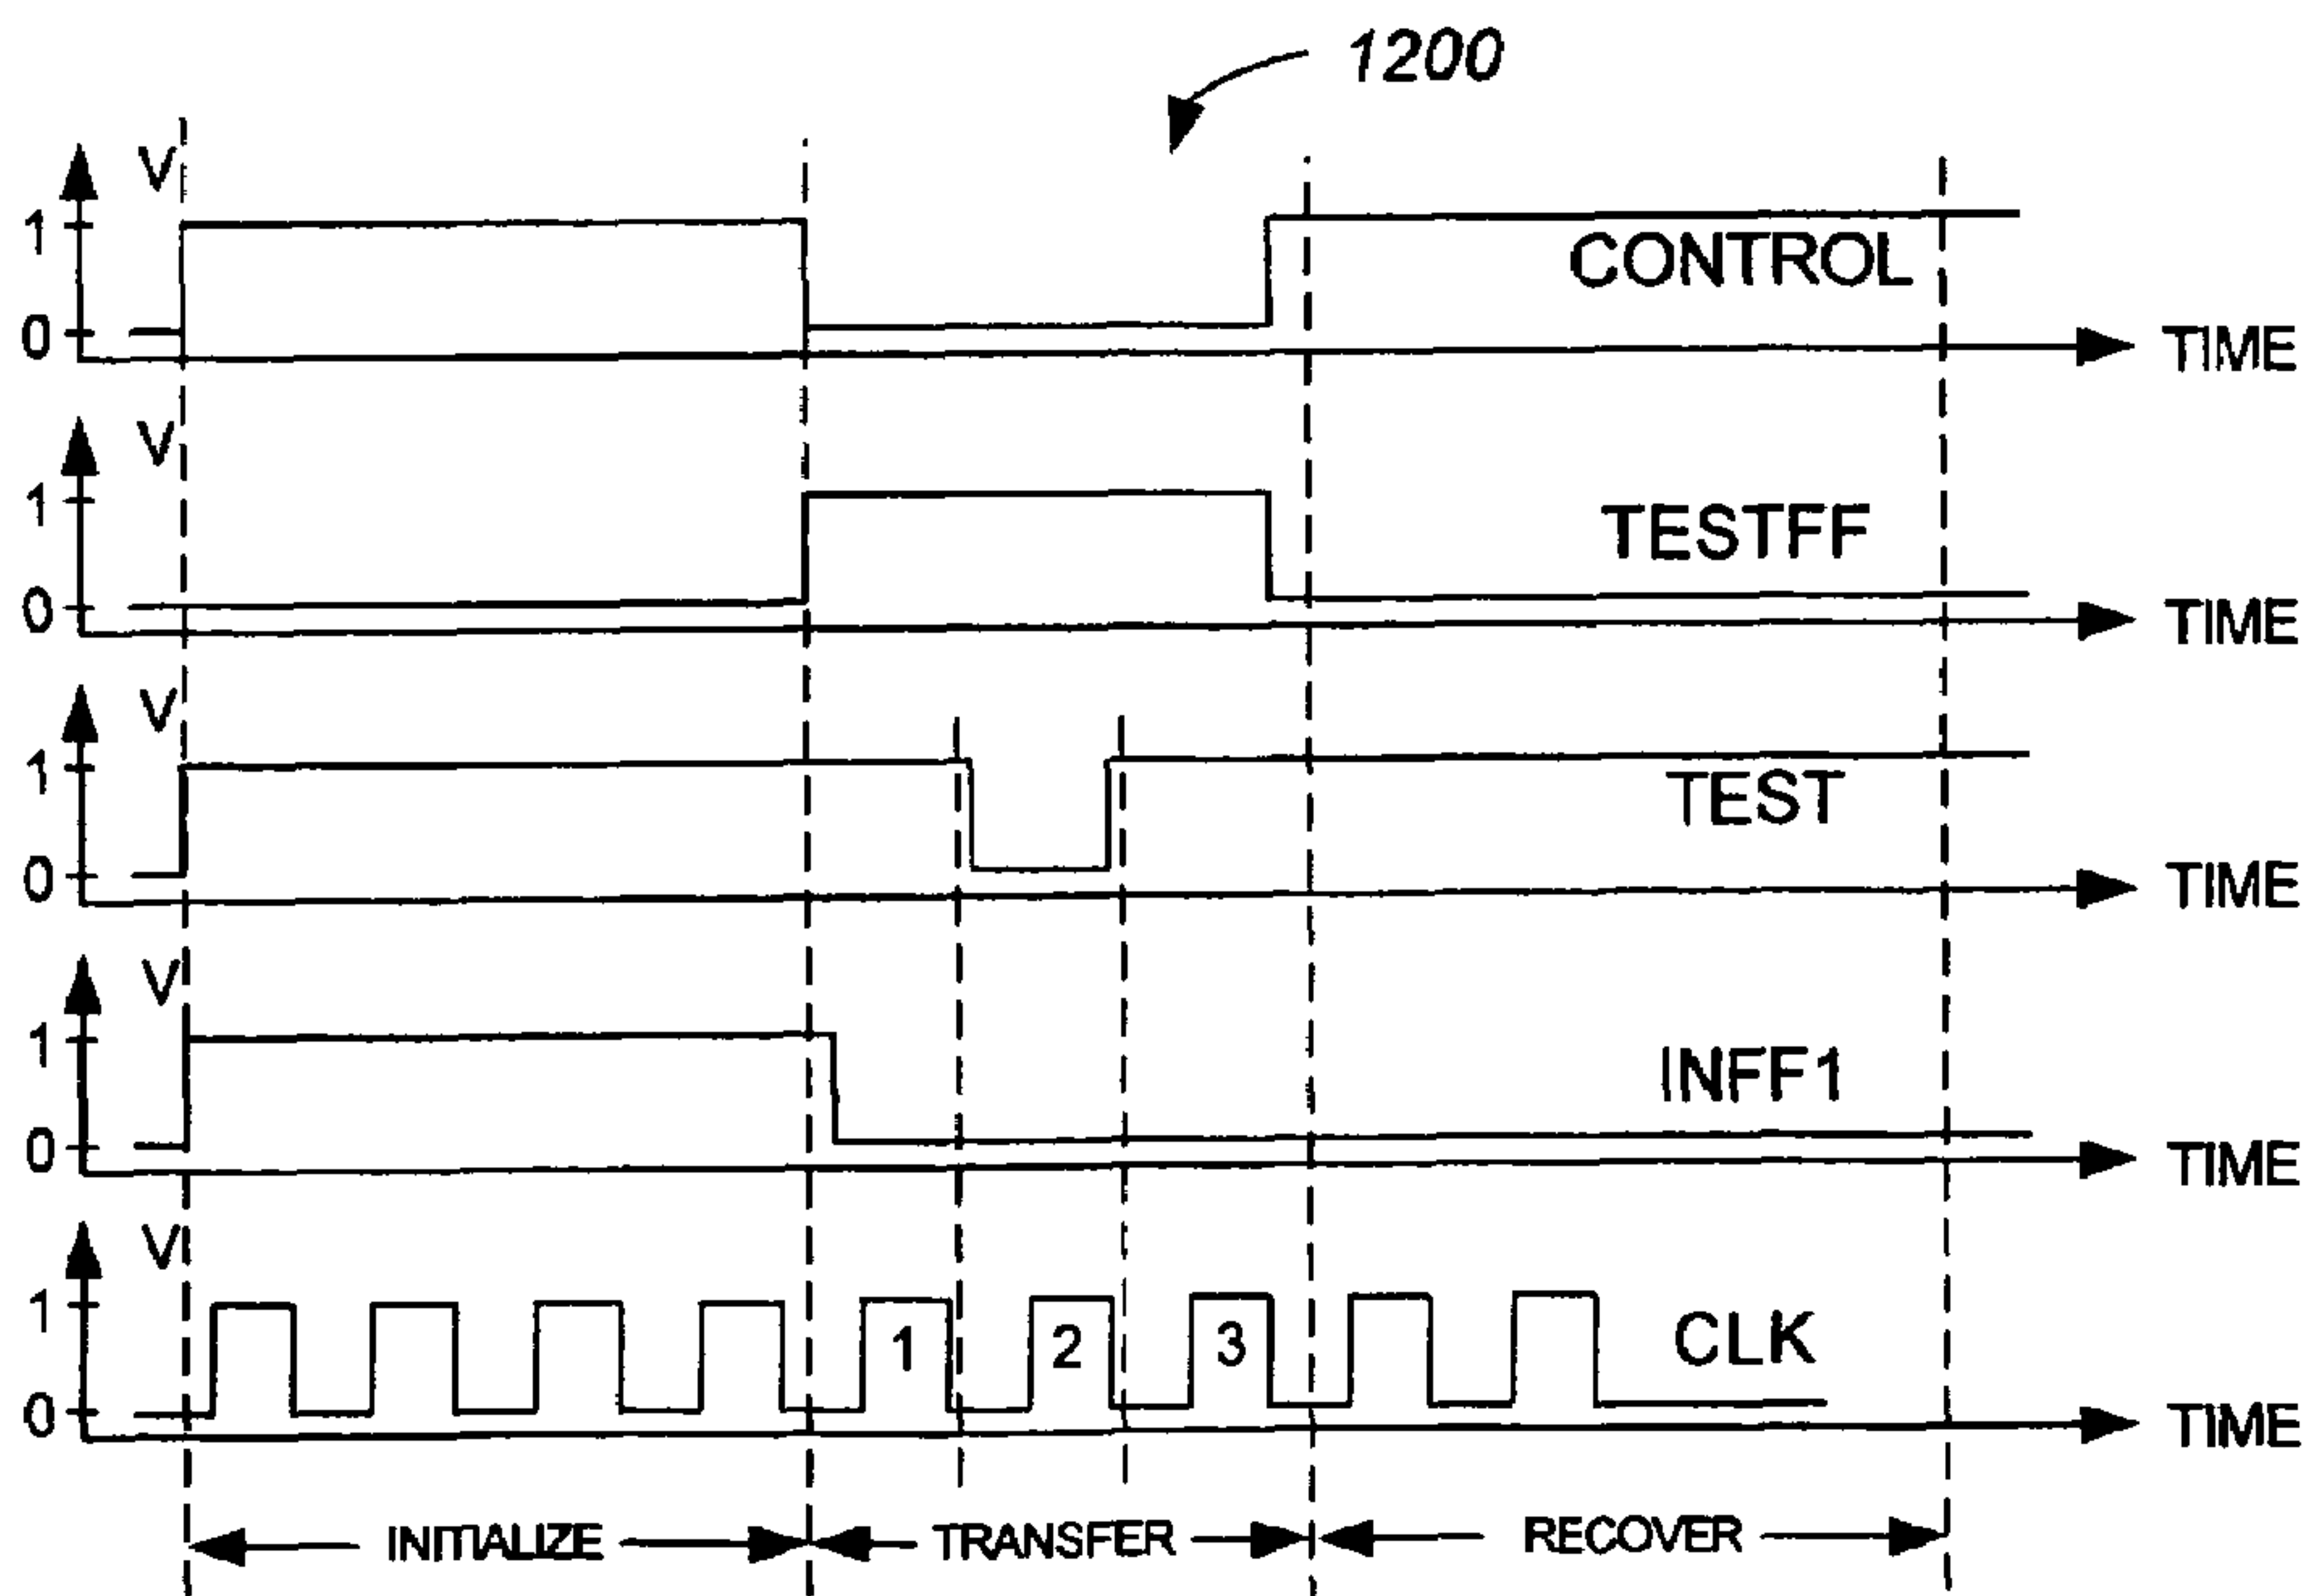 1200
V
1
0
CONTROL
TIME
V
1
0
TESTFF
TIME
V
1
0
TEST
TIME
V
1
0
INFF1
TIME
V
1
0
1 2 3
CLK
TIME
INITIALIZE TRANSFER RECOVER